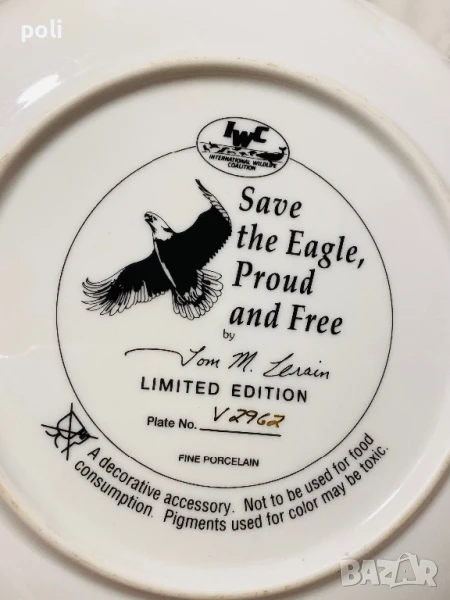 poli
IWC
INTERNATIONAL WILDLIFE
COALITION
Save
the Eagle,
Proud
and Free
by
Tom M. Lerain
LIMITED EDITION
Plate No. V2962
FINE PORCELAIN
A decorative accessory. Not to be used for food
consumption. Pigments used for color may be toxic.
BAZAR